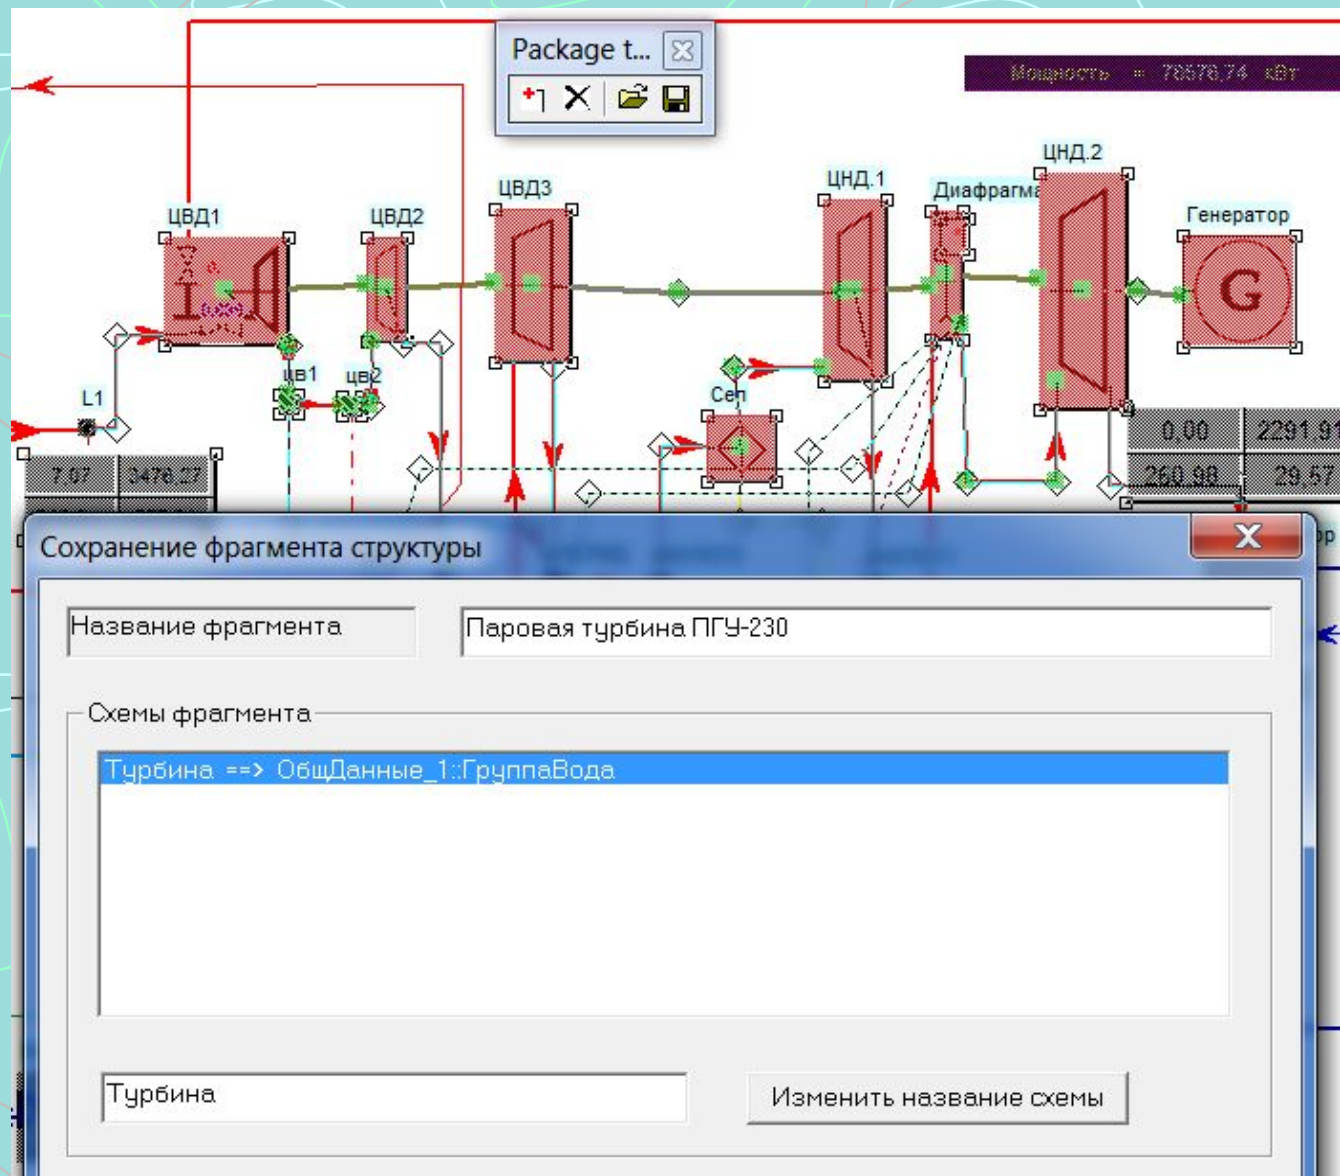 Package t...
Мощность = 78578,74 кВт
ЦНД.2
ЦВД3
ЦНД.1
Диафрагма
ЦВД1
ЦВД2
Генератор
G
цв1
цв2
L1
Сеп
0,00 2291,91
7,07 3478,27
260,98 29,57
Сохранение фрагмента структуры
Название фрагмента
Паровая турбина ПГУ-230
Схемы фрагмента
Турбина ==> ОбщДанные_1::ГруппаВода
Турбина
Изменить название схемы